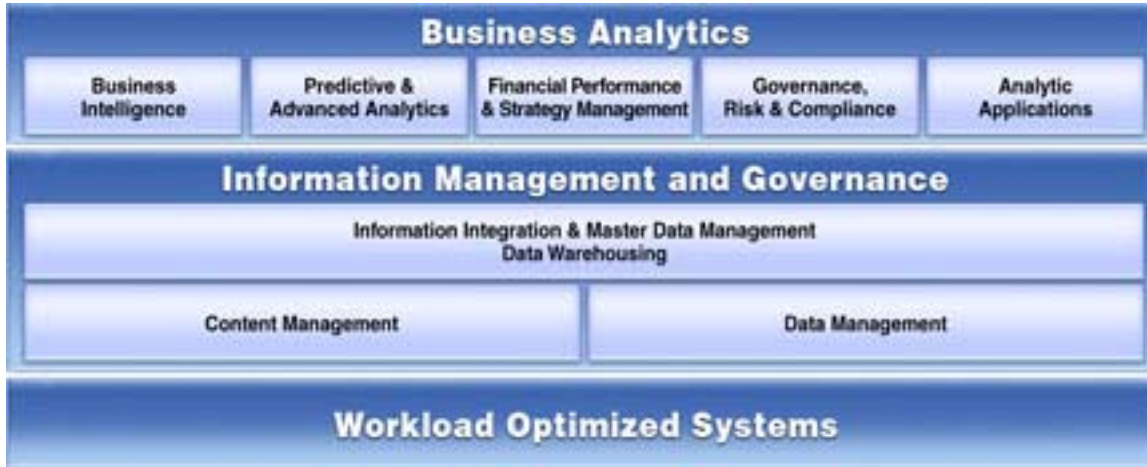 Business Analytics
Business
Intelligence
Predictive &
Advanced Analytics
Financial Performance
& Strategy Management
Governance,
Risk & Compliance
Analytic
Applications
Information Management and Governance
Information Integration & Master Data Management
Data Warehousing
Content Management
Data Management
Workload Optimized Systems